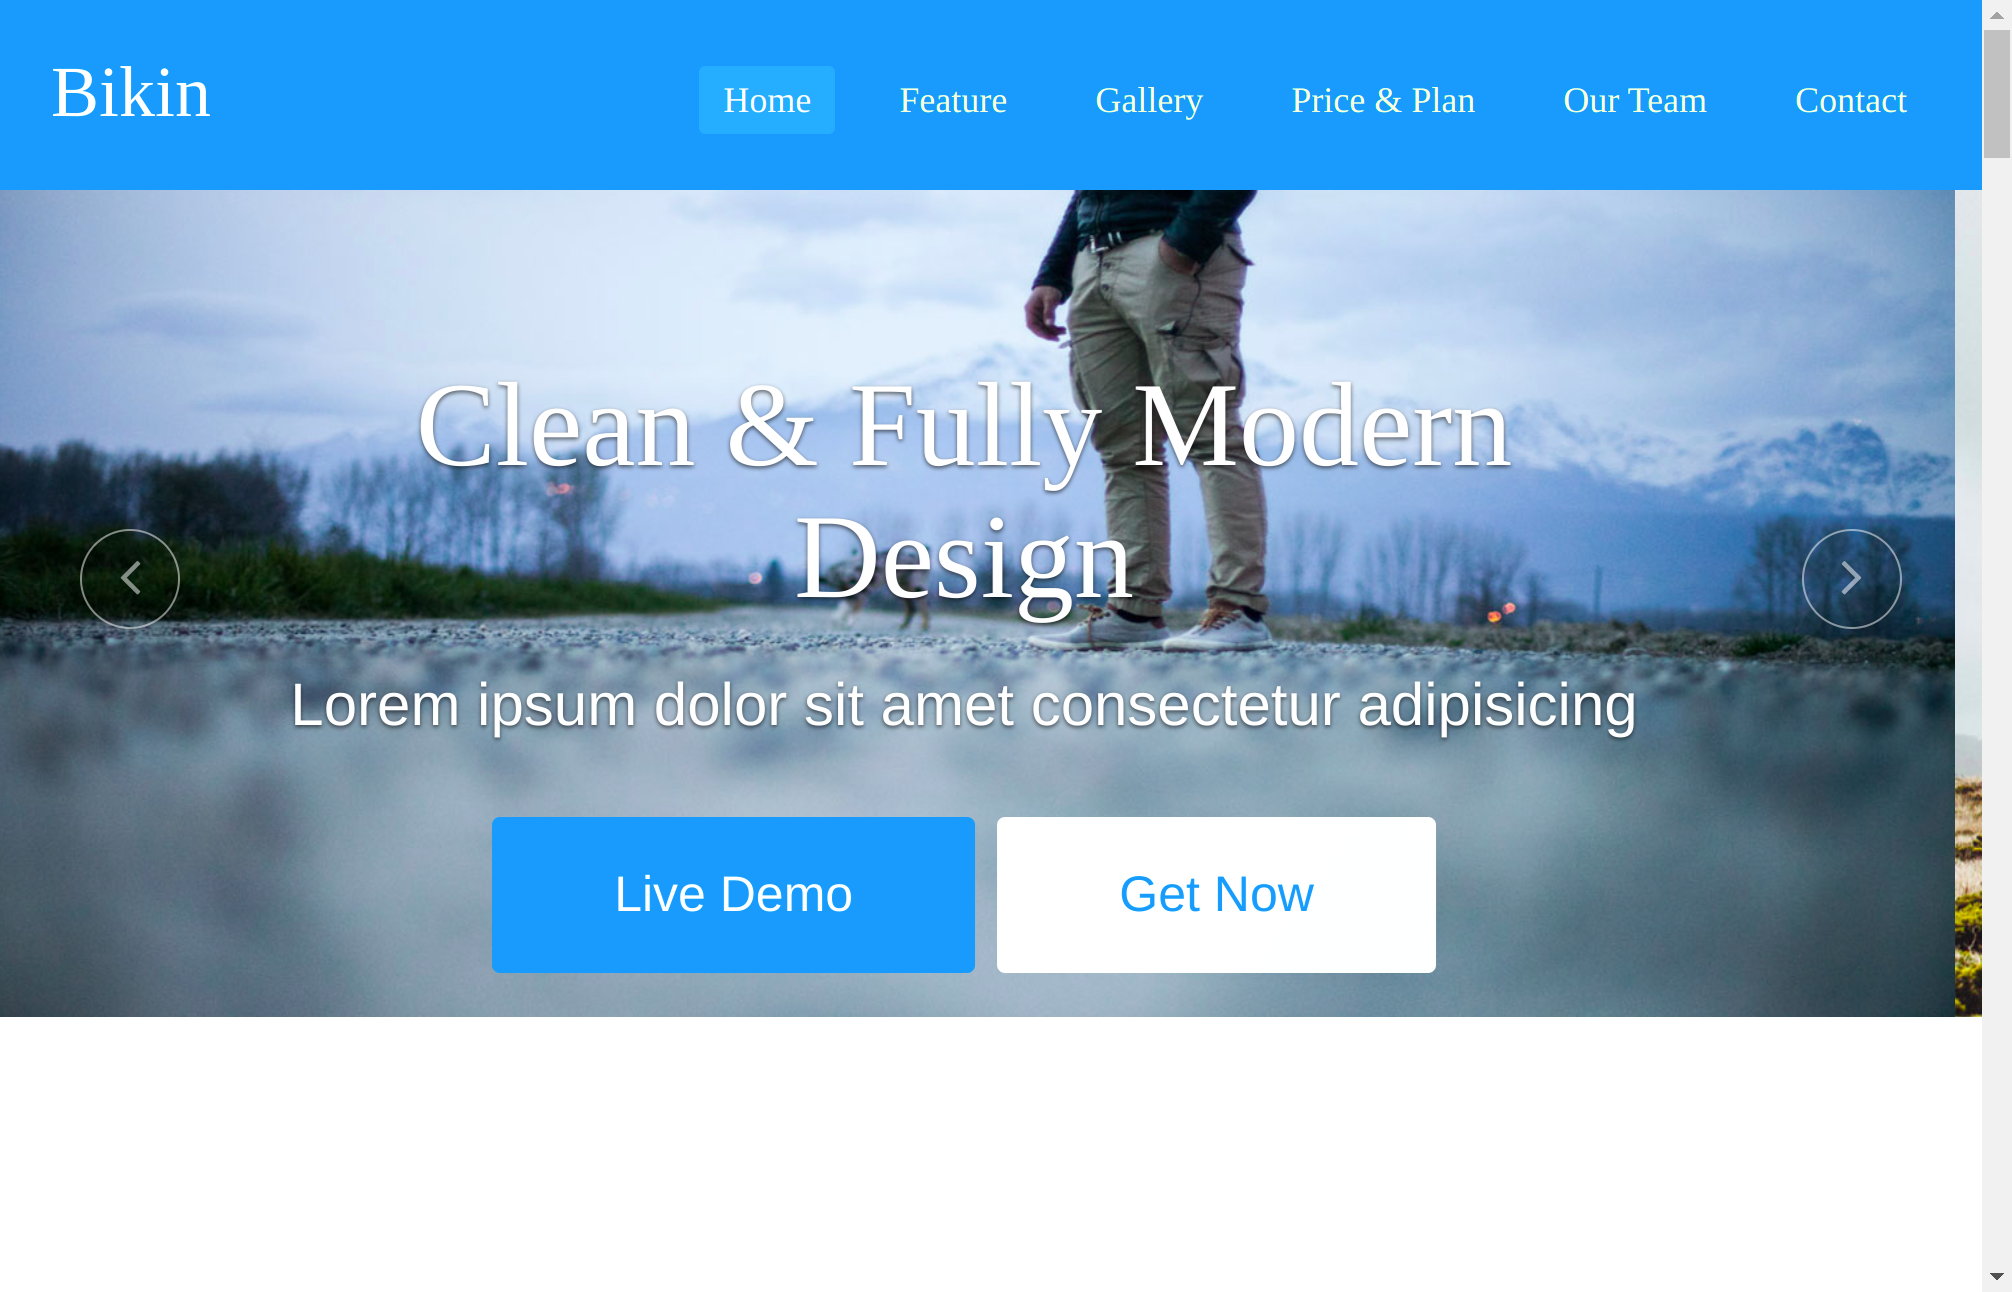 Bikin
Home Feature Gallery Price & Plan Our Team Contact
Clean & Fully Modern
Design
Lorem ipsum dolor sit amet consectetur adipisicing
Live Demo Get Now